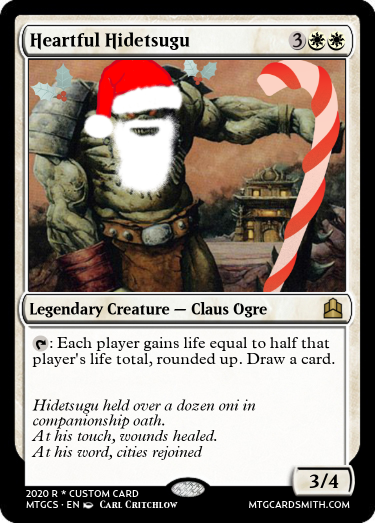 Heartful Hidetsugu 3
Legendary Creature — Claus Ogre
: Each player gains life equal to half that
player's life total, rounded up. Draw a card.
Hidetsugu held over a dozen oni in
companionship oath.
At his touch, wounds healed.
At his word, cities rejoined
3/4
2020 R * CUSTOM CARD
MTGCS · EN CARL CRITCHLOW
MTGCARDSMITH.COM